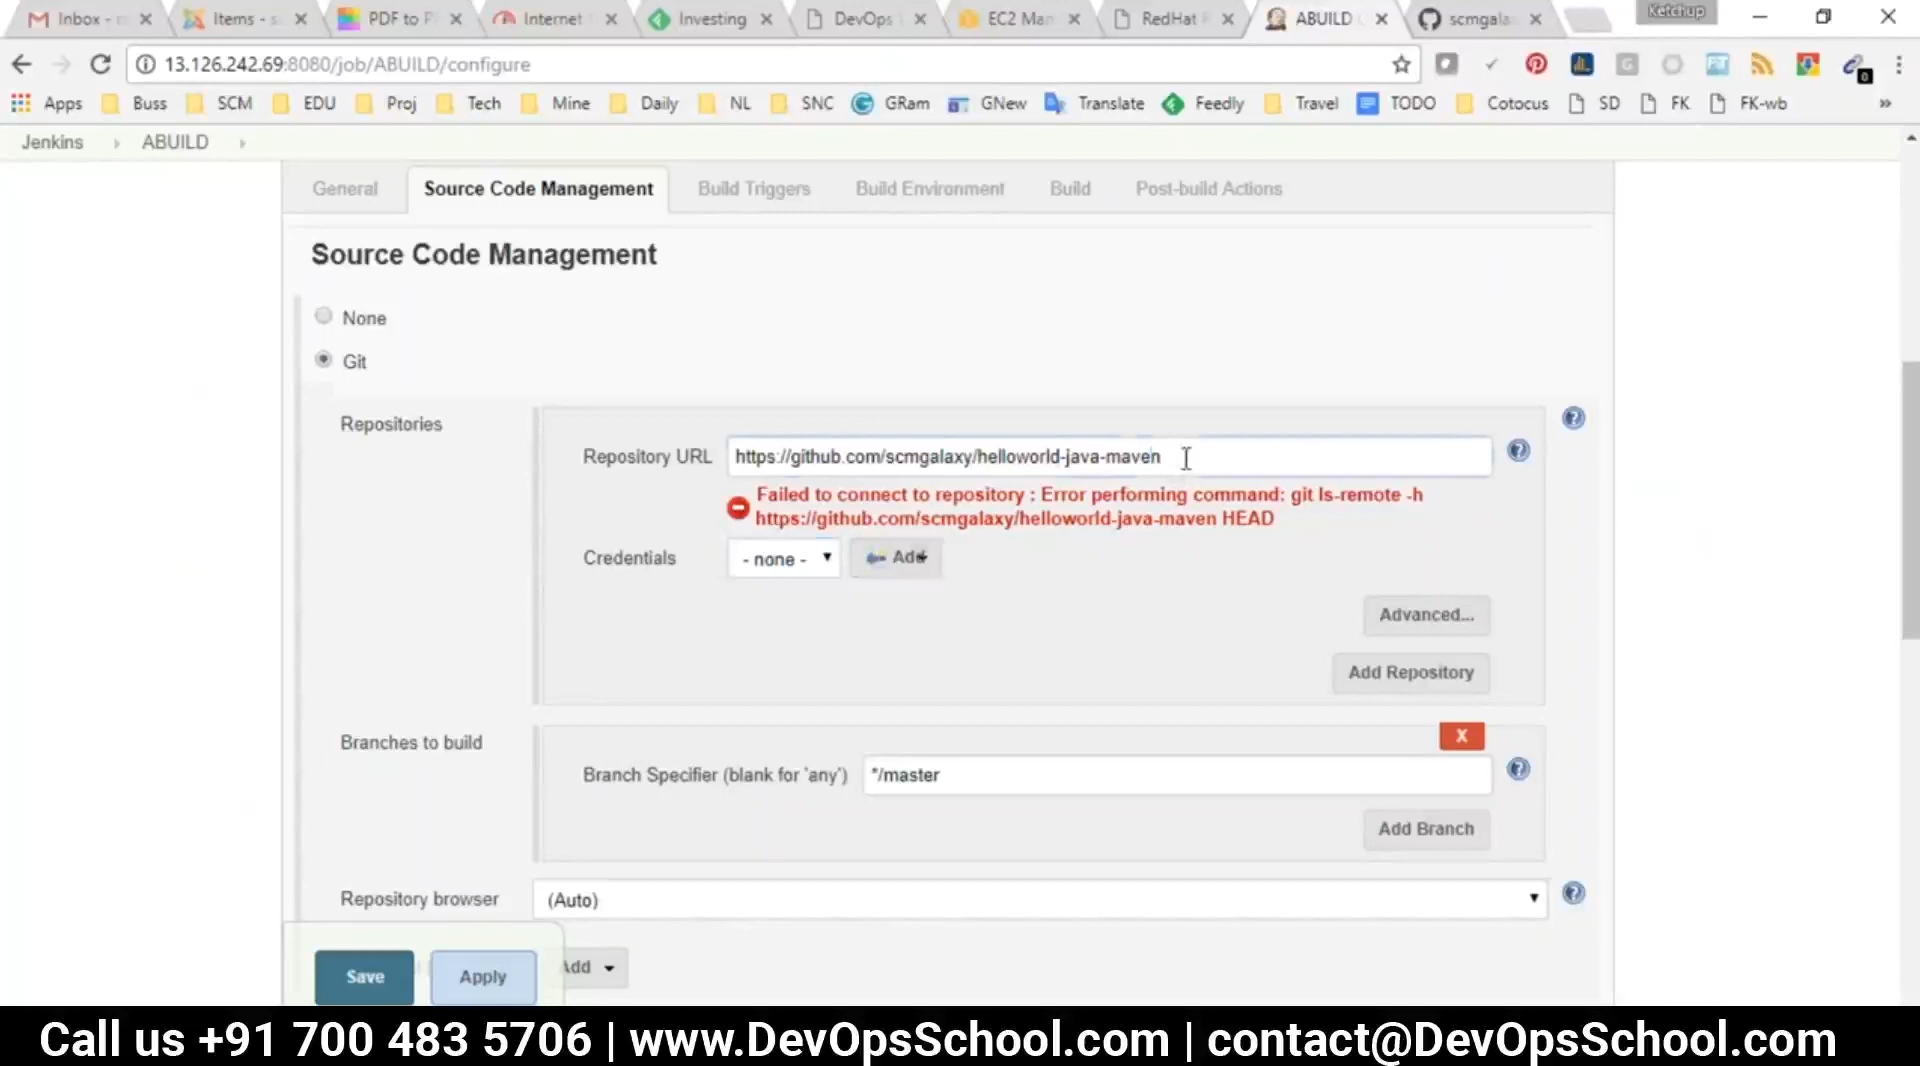 Inbox - m
Items - s
PDF to P
Internet
Investing
DevOps
EC2 Man
RedHat
ABUILD
scmgala
Ketchup
13.126.242.69:8080/job/ABUILD/configure
0
Apps Buss SCM EDU Proj Tech Mine Daily NL SNC GRam GNew Translate Feedly Travel TODO Cotocus SD FK FK-wb »
Jenkins ABUILD
General Source Code Management Build Triggers Build Environment Build Post-build Actions
Source Code Management
None
Git
Repositories
Repository URL https://github.com/scmgalaxy/helloworld-java-maven
Failed to connect to repository : Error performing command: git ls-remote -h
https://github.com/scmgalaxy/helloworld-java-maven HEAD
Credentials - none - Add
Advanced...
Add Repository
Branches to build
X
Branch Specifier (blank for 'any') */master
Add Branch
Repository browser (Auto)
Save Apply Add
Call us +91 700 483 5706 | www.DevOpsSchool.com | contact@DevOpsSchool.com